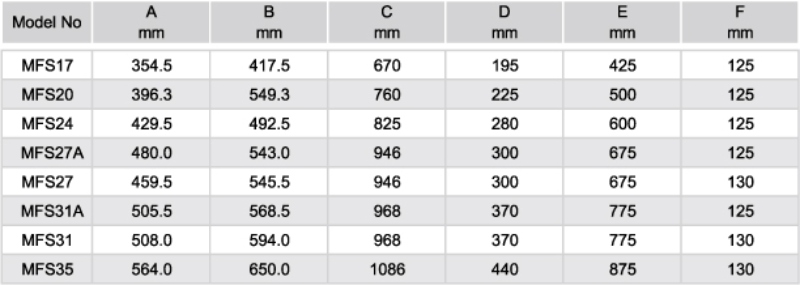 Model No A mm B mm C mm D mm E mm F mm
MFS17 354.5 417.5 670 195 425 125
MFS20 396.3 549.3 760 225 500 125
MFS24 429.5 492.5 825 280 600 125
MFS27A 480.0 543.0 946 300 675 125
MFS27 459.5 545.5 946 300 675 130
MFS31A 505.5 568.5 968 370 775 125
MFS31 508.0 594.0 968 370 775 130
MFS35 564.0 650.0 1086 440 875 130